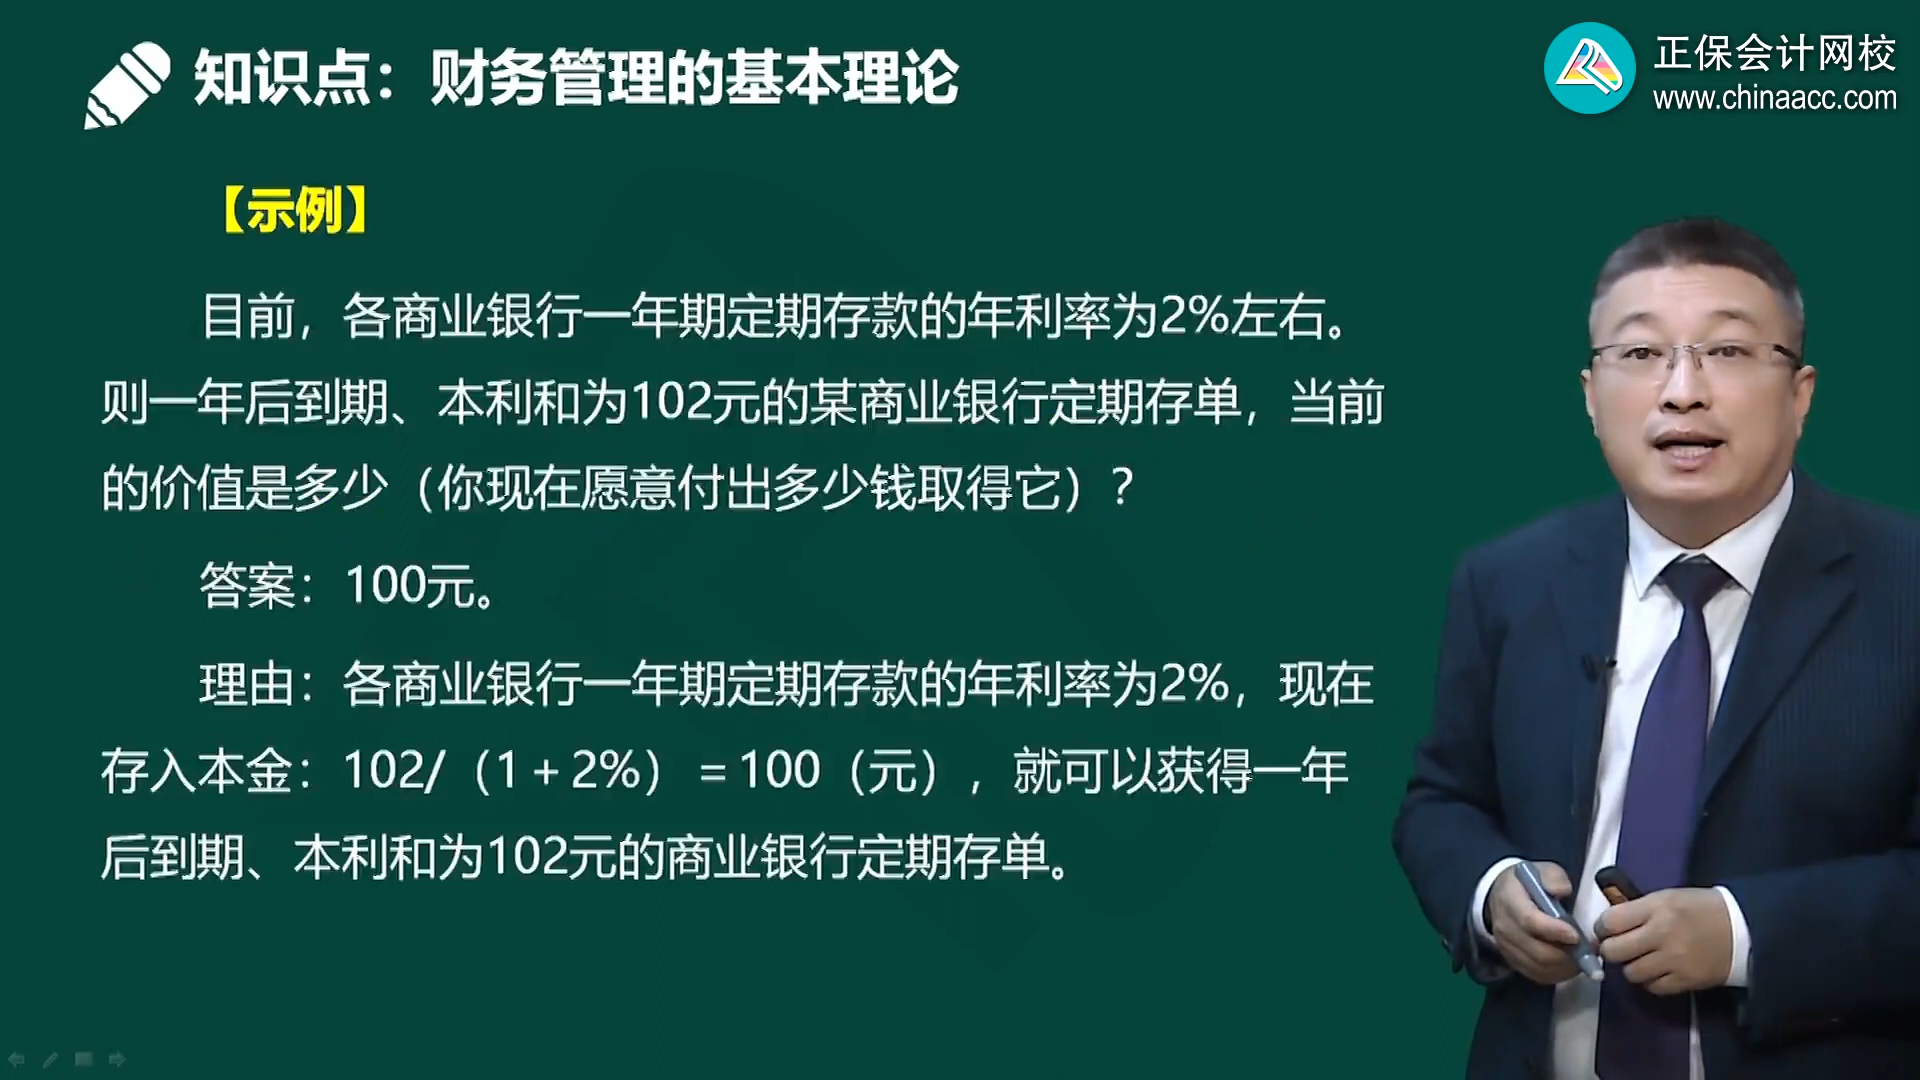 知识点：财务管理的基本理论
正保会计网校
www.chinaacc.com
【示例】
目前，各商业银行一年期定期存款的年利率为2%左右。
则一年后到期、本利和为102元的某商业银行定期存单，当前
的价值是多少（你现在愿意付出多少钱取得它）？
答案：100元。
理由：各商业银行一年期定期存款的年利率为2%，现在
存入本金：102/（1＋2%）＝100（元），就可以获得一年
后到期、本利和为102元的商业银行定期存单。